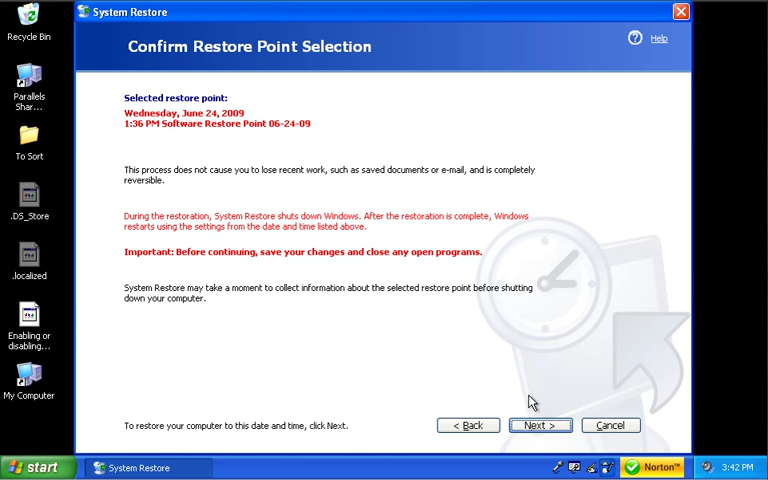 System Restore
Recycle Bin
Confirm Restore Point Selection
Help
Parallels
Shar...
To Sort
.DS_Store
.localized
Enabling or
disabling...
My Computer
Selected restore point:
Wednesday, June 24, 2009
1:36 PM Software Restore Point 06-24-09
This process does not cause you to lose recent work, such as saved documents or e-mail, and is completely
reversible.
During the restoration, System Restore shuts down Windows. After the restoration is complete, Windows
restarts using the settings from the date and time listed above.
Important: Before continuing, save your changes and close any open programs.
System Restore may take a moment to collect information about the selected restore point before shutting
down your computer.
To restore your computer to this date and time, click Next.
< Back
Next >
Cancel
start
System Restore
Norton™
3:42 PM